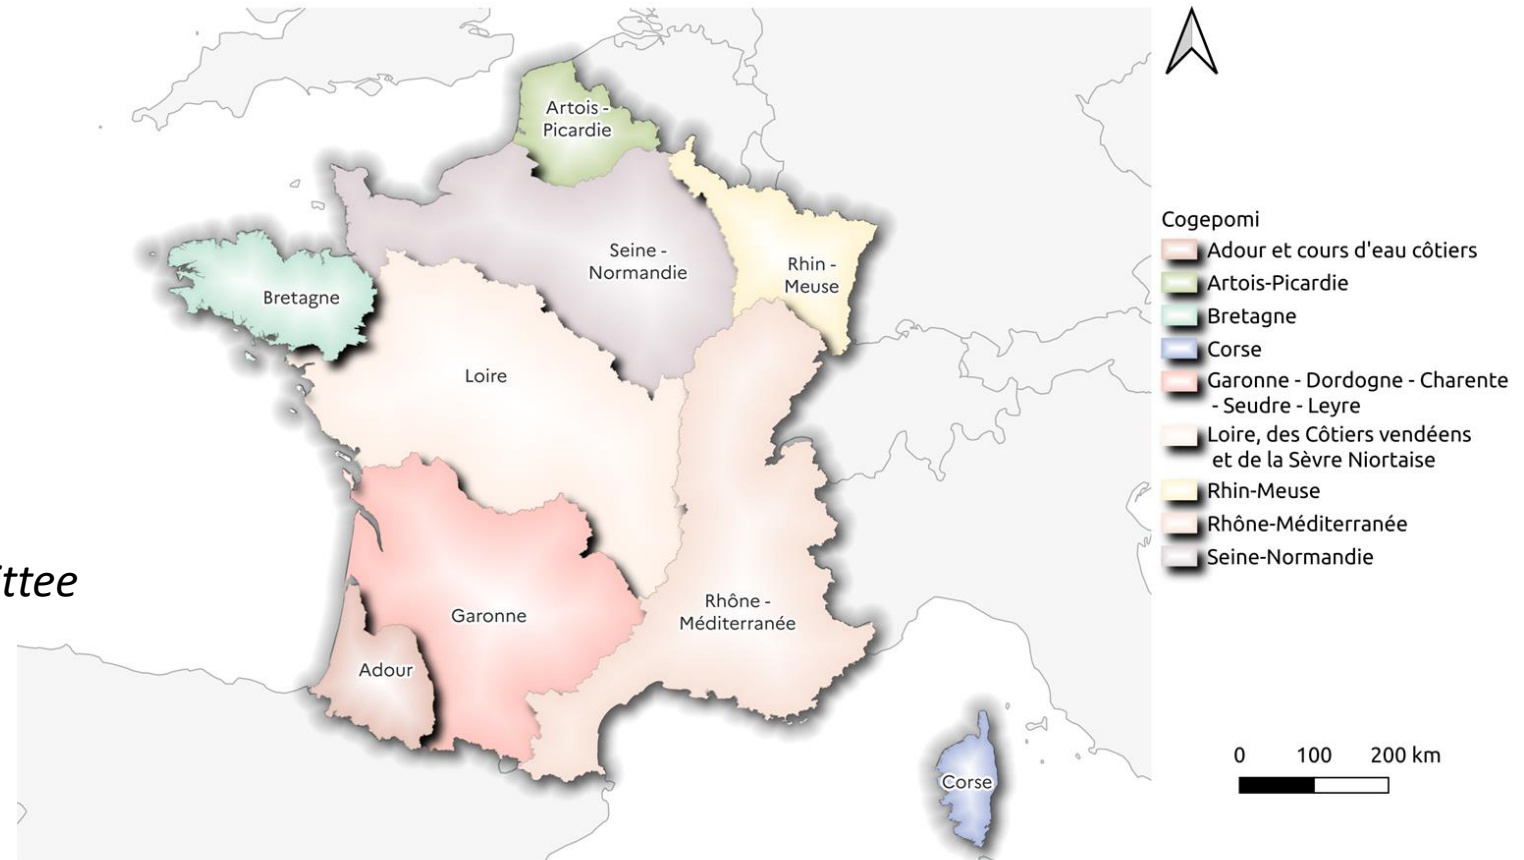 Artois -
Picardie
Seine -
Normandie
Rhin -
Meuse
Bretagne
Loire
Garonne
Adour
Rhône -
Méditerranée
Corse
ttee
Cogepomi
Adour et cours d'eau côtiers
Artois-Picardie
Bretagne
Corse
Garonne - Dordogne - Charente
- Seudre - Leyre
Loire, des Côtiers vendéens
et de la Sèvre Niortaise
Rhin-Meuse
Rhône-Méditerranée
Seine-Normandie
0 100 200 km